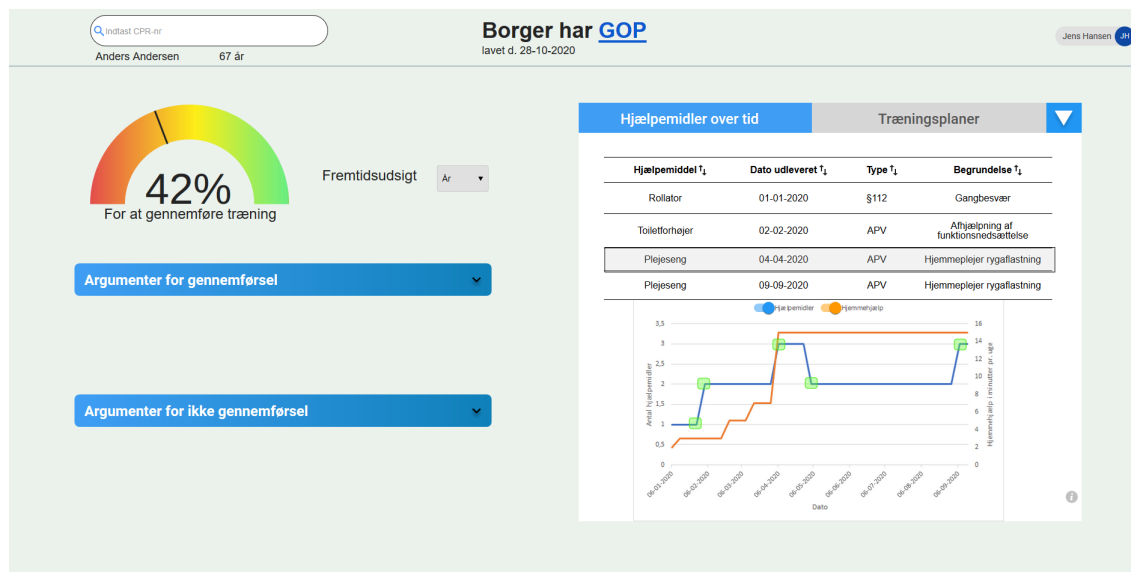 Indtast CPR-nr
Anders Andersen 67 år
Borger har GOP
lavet d. 28-10-2020
Jens Hansen JH
42%
For at gennemføre træning
Fremtidsudsigt År
Argumenter for gennemførsel
Argumenter for ikke gennemførsel
Hjælpemidler over tid Træningsplaner
Hjælpemiddel ↑↓ Dato udleveret ↑↓ Type ↑↓ Begrundelse ↑↓
Rollator 01-01-2020 §112 Gangbesvær
Toiletforhøjer 02-02-2020 APV Afhjælpning af
funktionsnedsættelse
Plejeseng 04-04-2020 APV Hjemmeplejer rygaflastning
Plejeseng 09-09-2020 APV Hjemmeplejer rygaflastning
Hjælpemidler Hjemmehjælp
Antal hjælpemidler
3,5
3
2,5
2
1,5
1
0,5
0
16
14
12
10
8
6
4
2
0
Hjemmehjælp i minutter pr. uge
06-01-2020 06-02-2020 06-03-2020 06-04-2020 06-05-2020 06-06-2020 06-07-2020 06-08-2020 06-09-2020
Dato
i